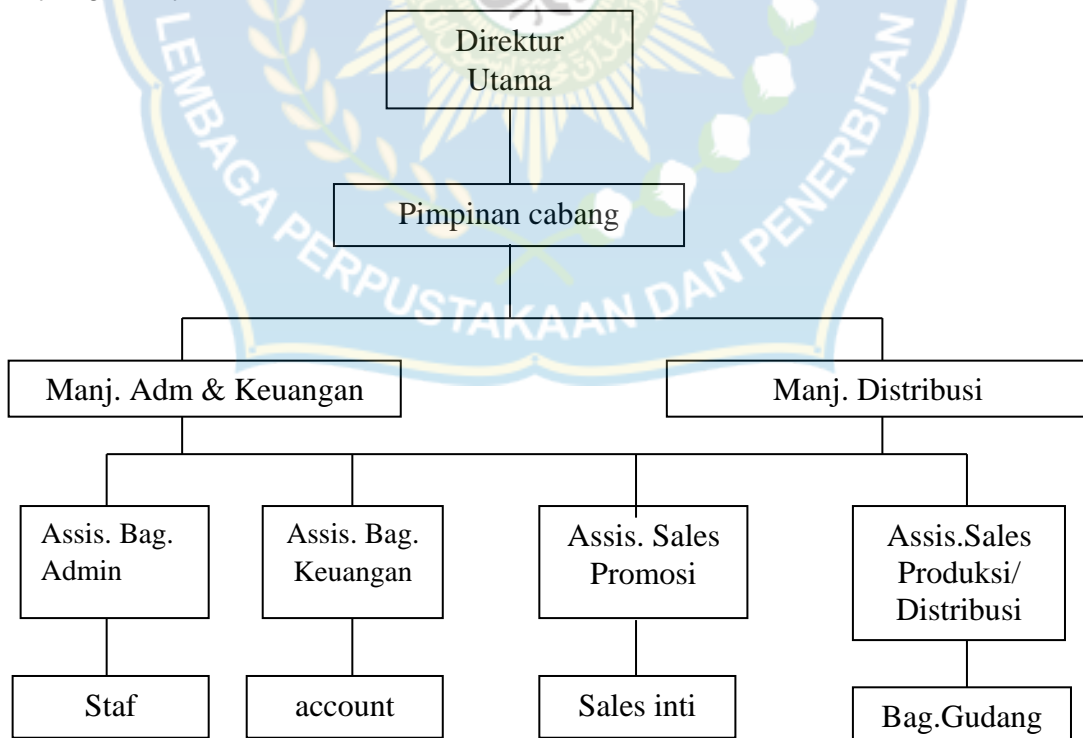 LEMBAGA PERPUSTAKAAN DAN PENERBITAN
Direktur
Utama
Pimpinan cabang
Manj. Adm & Keuangan
Manj. Distribusi
Assis. Bag.
Admin
Assis. Bag.
Keuangan
Assis. Sales
Promosi
Assis.Sales
Produksi/
Distribusi
Staf
account
Sales inti
Bag.Gudang